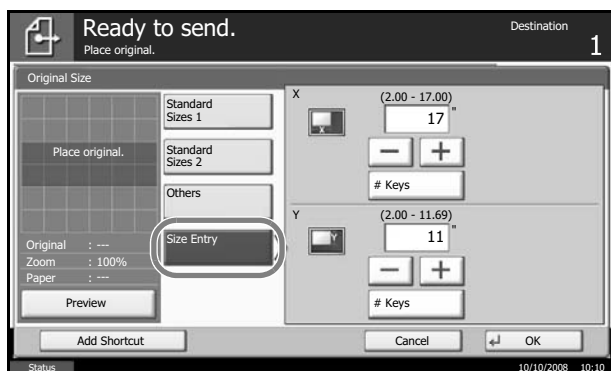 Ready to send.
Destination
Place original.
1
Original Size
Place original.
Original : ---
Zoom : 100%
Paper : ---
Preview
Standard
Sizes 1
Standard
Sizes 2
Others
Size Entry
X
(2.00 - 17.00)
17 "
# Keys
Y
(2.00 - 11.69)
11 "
# Keys
Add Shortcut
Cancel
OK
Status
10/10/2008 10:10